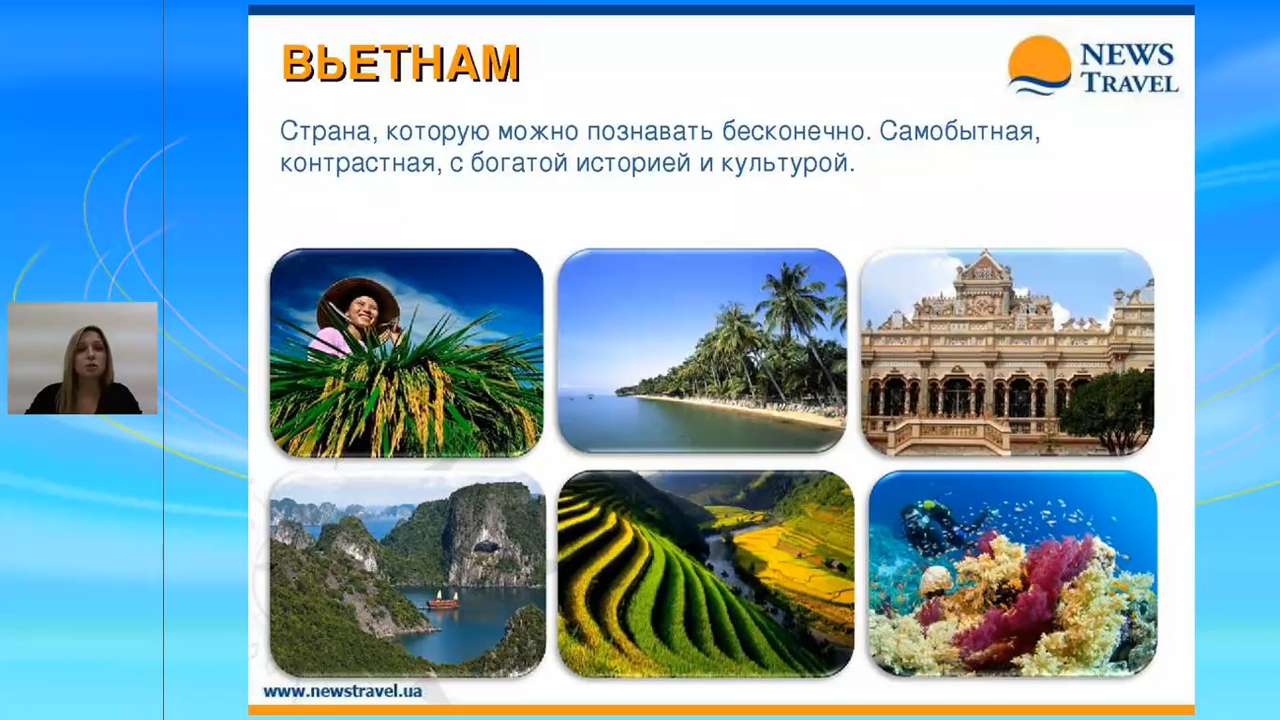 ВЬЕТНАМ
NEWS
TRAVEL
Страна, которую можно познавать бесконечно. Самобытная,
контрастная, с богатой историей и культурой.
www.newstravel.ua